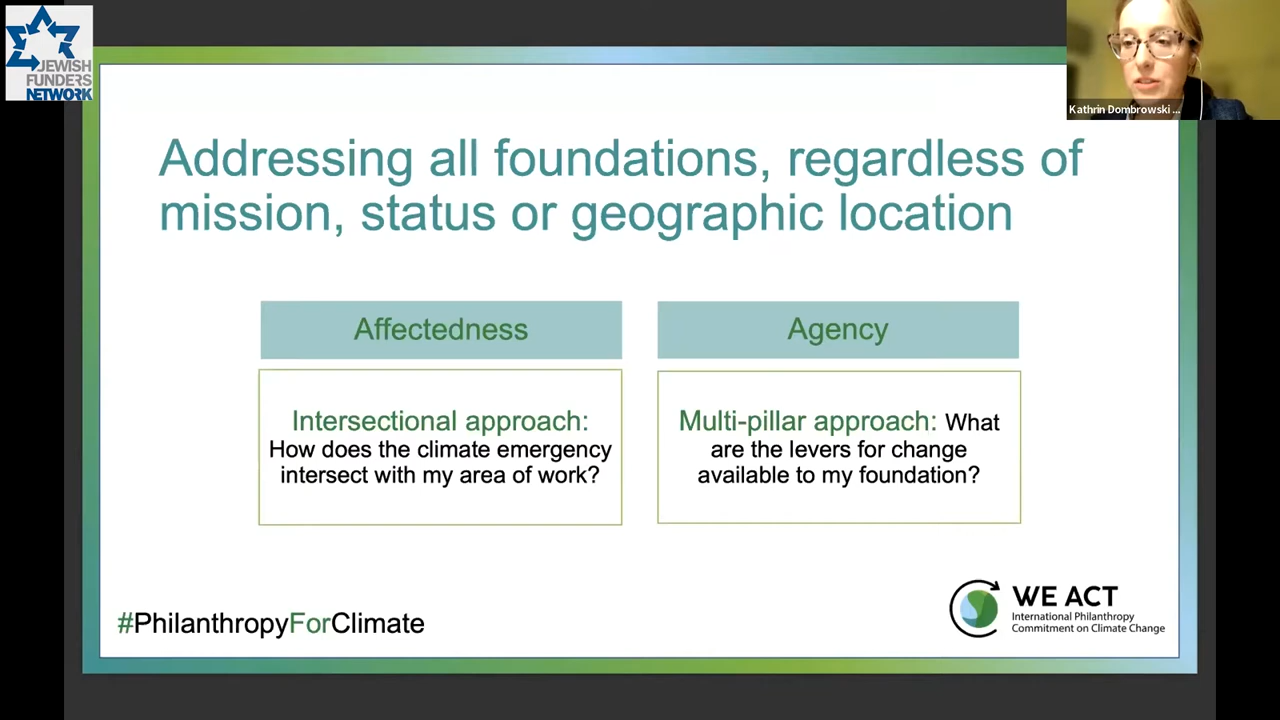 JEWISH
FUNDERS
NETWORK
Kathrin Dombrowski ...
Addressing all foundations, regardless of
mission, status or geographic location
Affectedness
Agency
Intersectional approach:
How does the climate emergency
intersect with my area of work?
Multi-pillar approach: What
are the levers for change
available to my foundation?
#PhilanthropyForClimate
WE ACT
International Philanthropy
Commitment on Climate Change